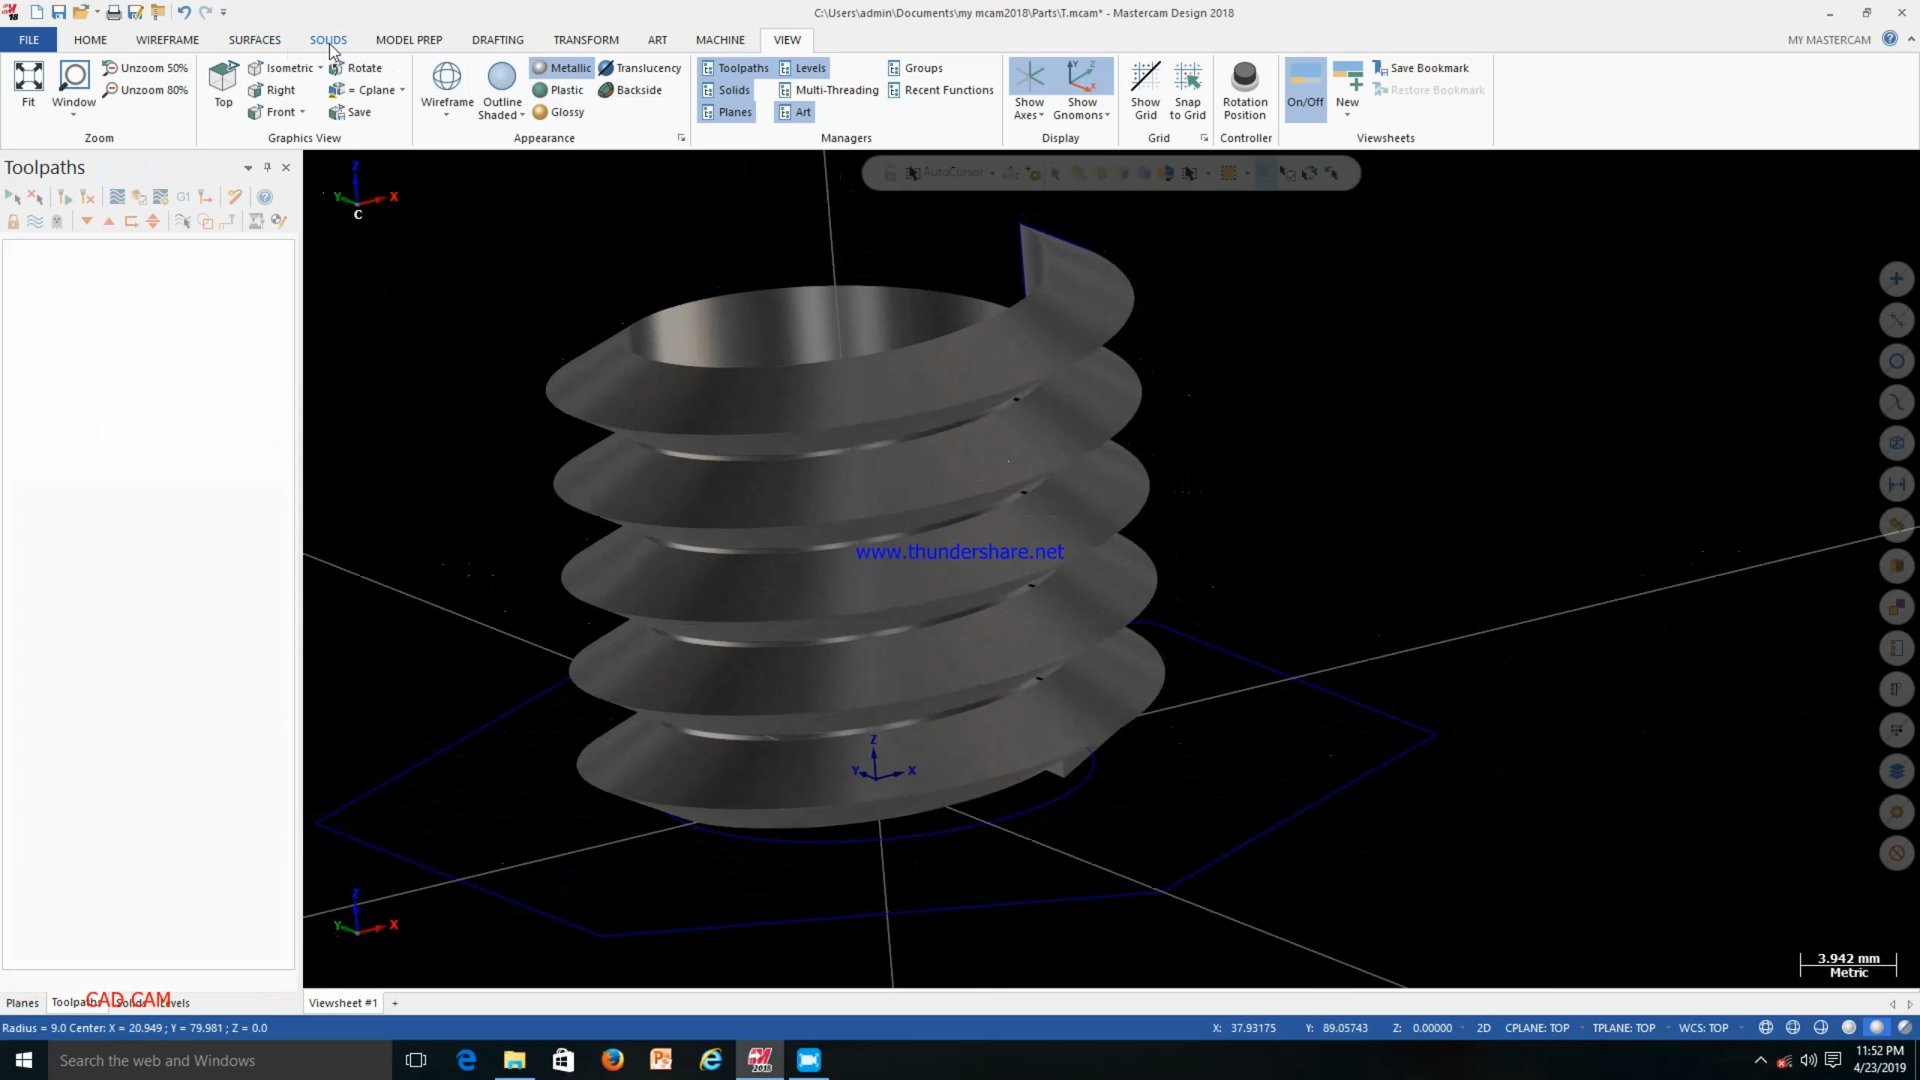 C:\Users\admin\Documents\my mcam2018\Parts\T.mcam* - Mastercam Design 2018
FILE HOME WIREFRAME SURFACES SOLIDS MODEL PREP DRAFTING TRANSFORM ART MACHINE VIEW MY MASTERCAM
Fit
Window
Unzoom 50%
Unzoom 80%
Zoom
Top
Isometric
Right
Front
Rotate
= Cplane
Save
Graphics View
Wireframe
Outline Shaded
Metallic
Plastic
Glossy
Translucency
Backside
Appearance
Toolpaths
Solids
Planes
Levels
Multi-Threading
Art
Groups
Recent Functions
Managers
Show Axes
Show Gnomons
Display
Show Grid
Snap to Grid
Grid
Rotation Position
Controller
On/Off
New
Save Bookmark
Restore Bookmark
Viewsheets
Toolpaths
G1
AutoCursor
Z
Y X
C
www.thundershare.net
Z
Y X
Z
Y X
3.942 mm
Metric
Planes Toolpaths Solids Levels
CAD CAM
Viewsheet #1 +
Radius = 9.0 Center: X = 20.949 ; Y = 79.981 ; Z = 0.0
X: 37.93175 Y: 89.05743 Z: 0.00000 2D CPLANE: TOP TPLANE: TOP WCS: TOP
Search the web and Windows
2018
11:52 PM
4/23/2019